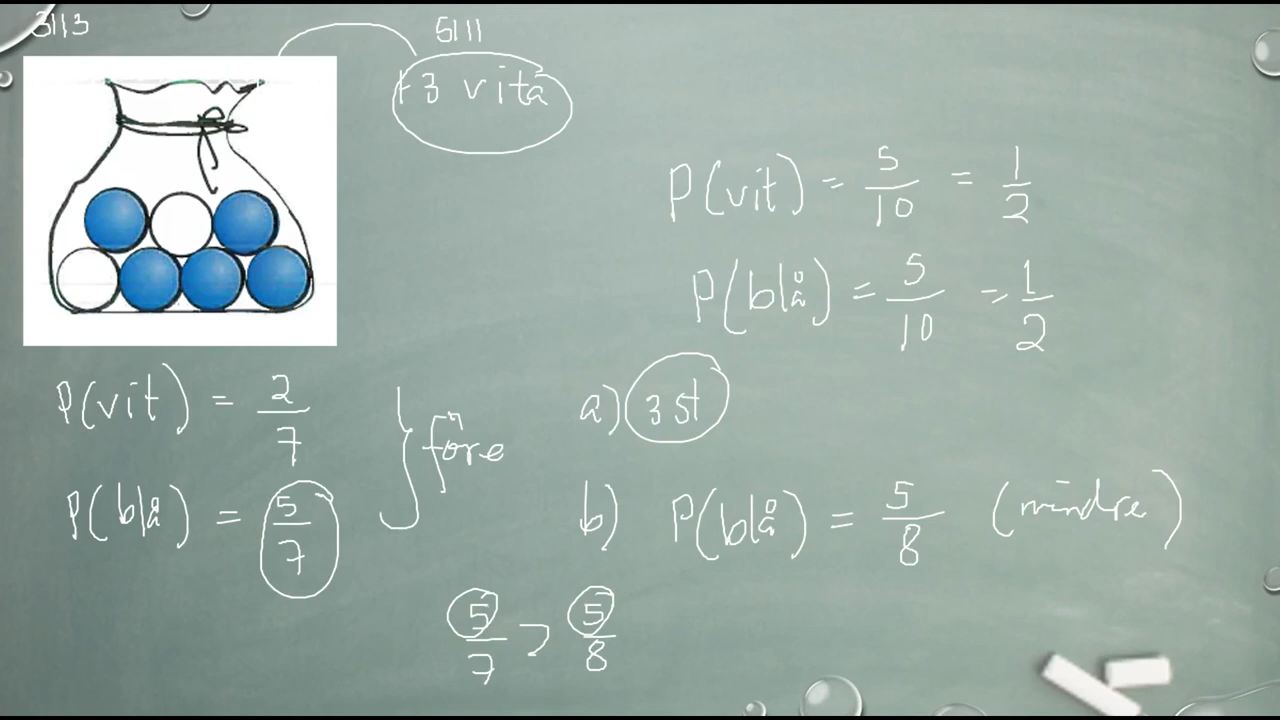 3113
5111
+3 vita
P(vit) = 5/10 = 1/2
P(blå) = 5/10 = 1/2
P(vit) = 2/7
} före
P(blå) = 5/7
a) 3 st
b) P(blå) = 5/8 (mindre)
5/7 > 5/8